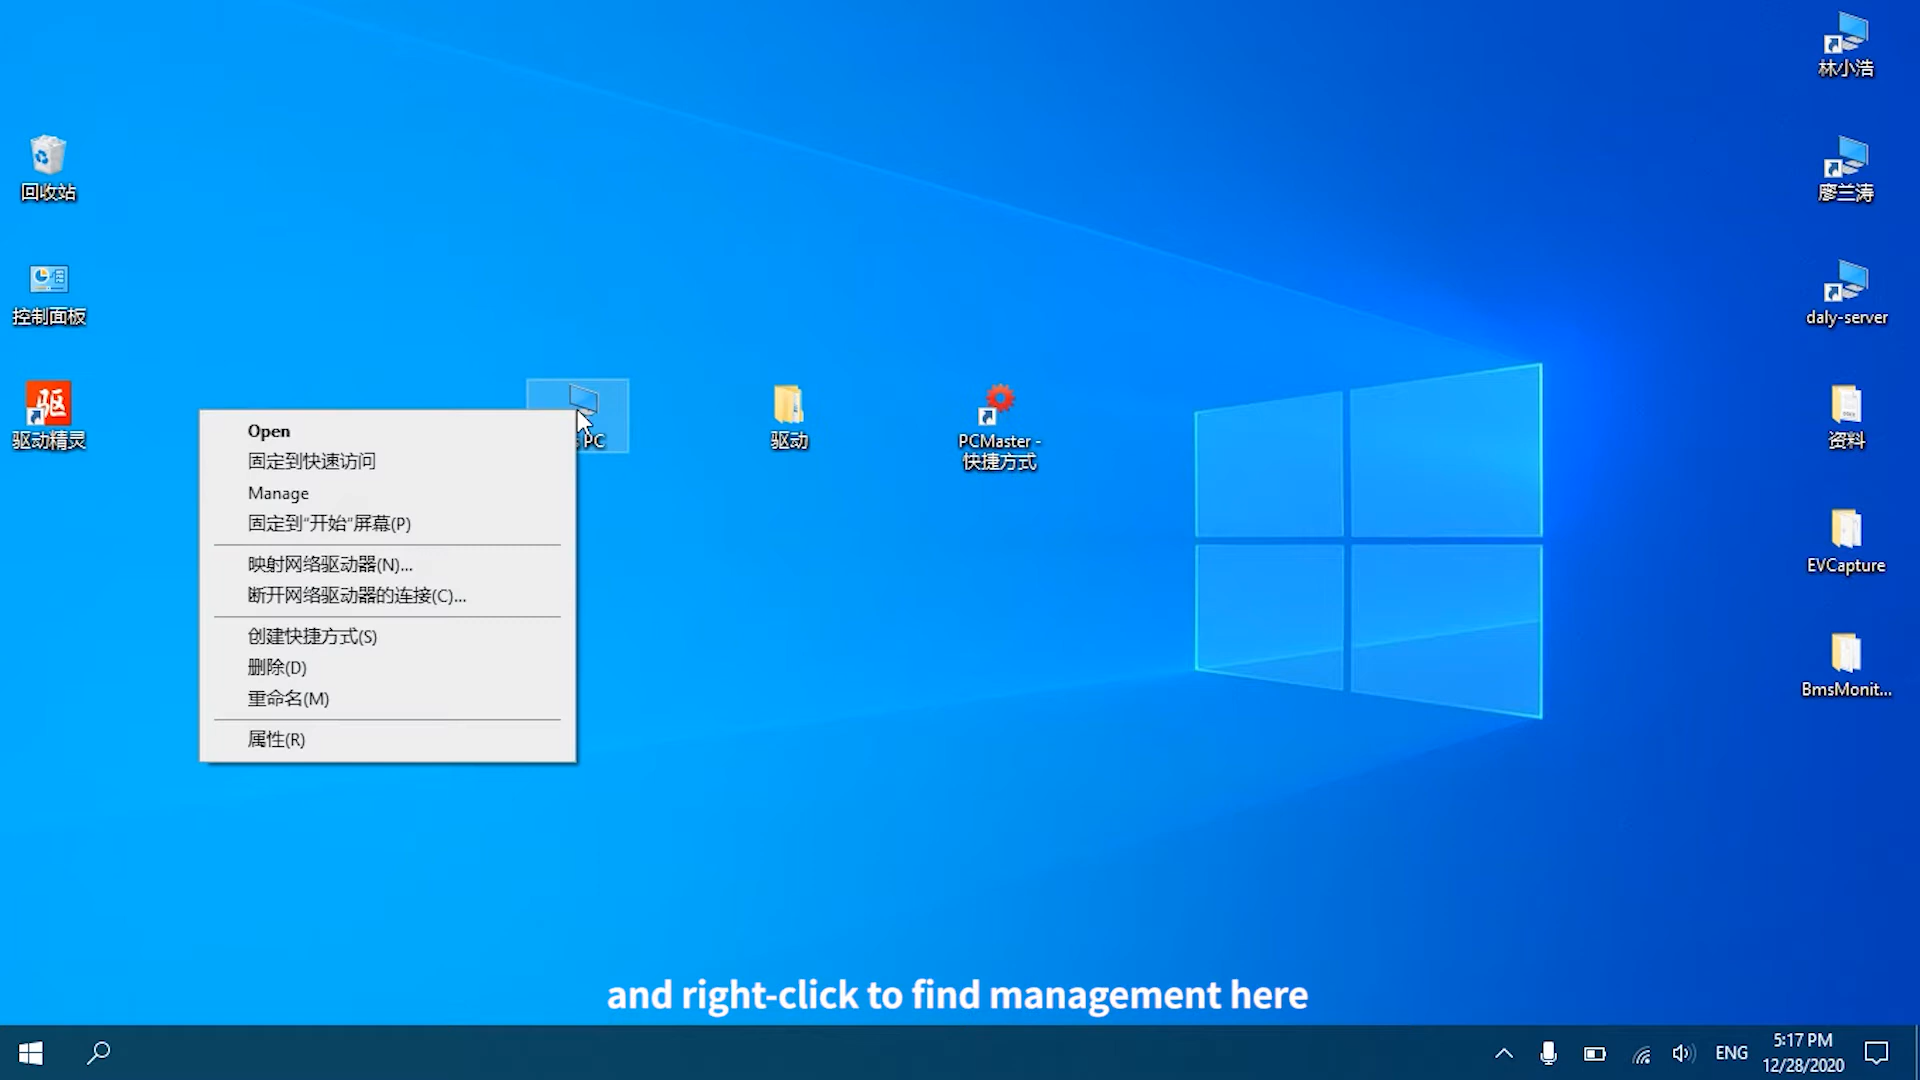 林小浩
回收站
廖兰涛
控制面板
daly-server
驱
驱动精灵
PC
驱动
PCMaster -
快捷方式
资料
Open
固定到快速访问
Manage
固定到"开始"屏幕(P)
映射网络驱动器(N)...
断开网络驱动器的连接(C)...
创建快捷方式(S)
删除(D)
重命名(M)
属性(R)
EVCapture
BmsMonit...
and right-click to find management here
ENG
5:17 PM
12/28/2020